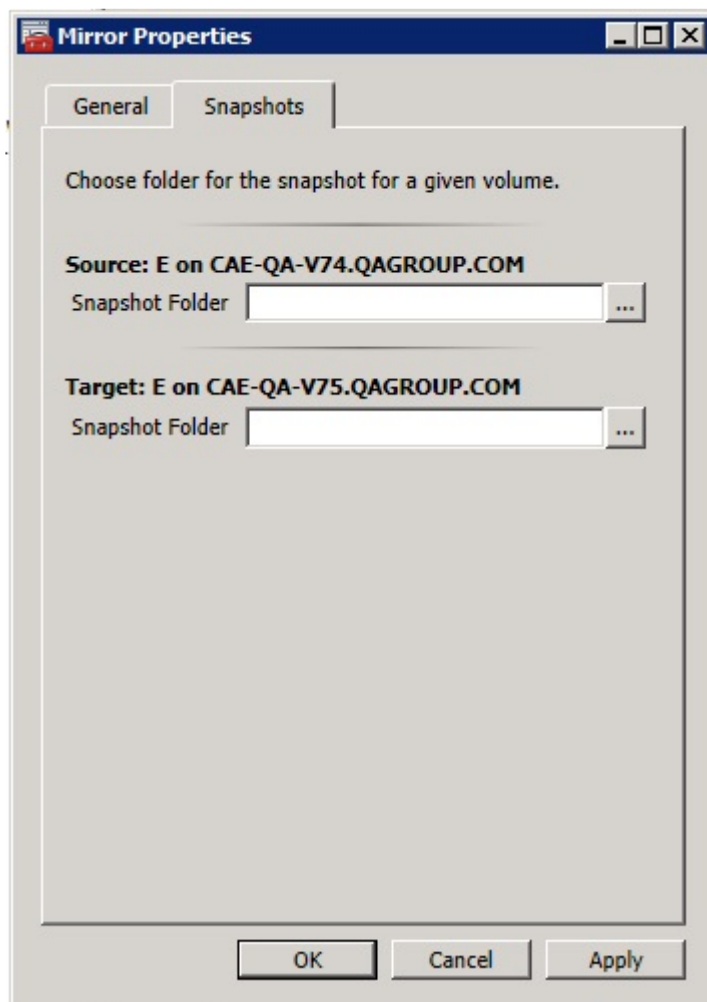 Mirror Properties
General
Snapshots
Choose folder for the snapshot for a given volume.
Source: E on CAE-QA-V74.QAGROUP.COM
Snapshot Folder
...
Target: E on CAE-QA-V75.QAGROUP.COM
Snapshot Folder
...
OK
Cancel
Apply